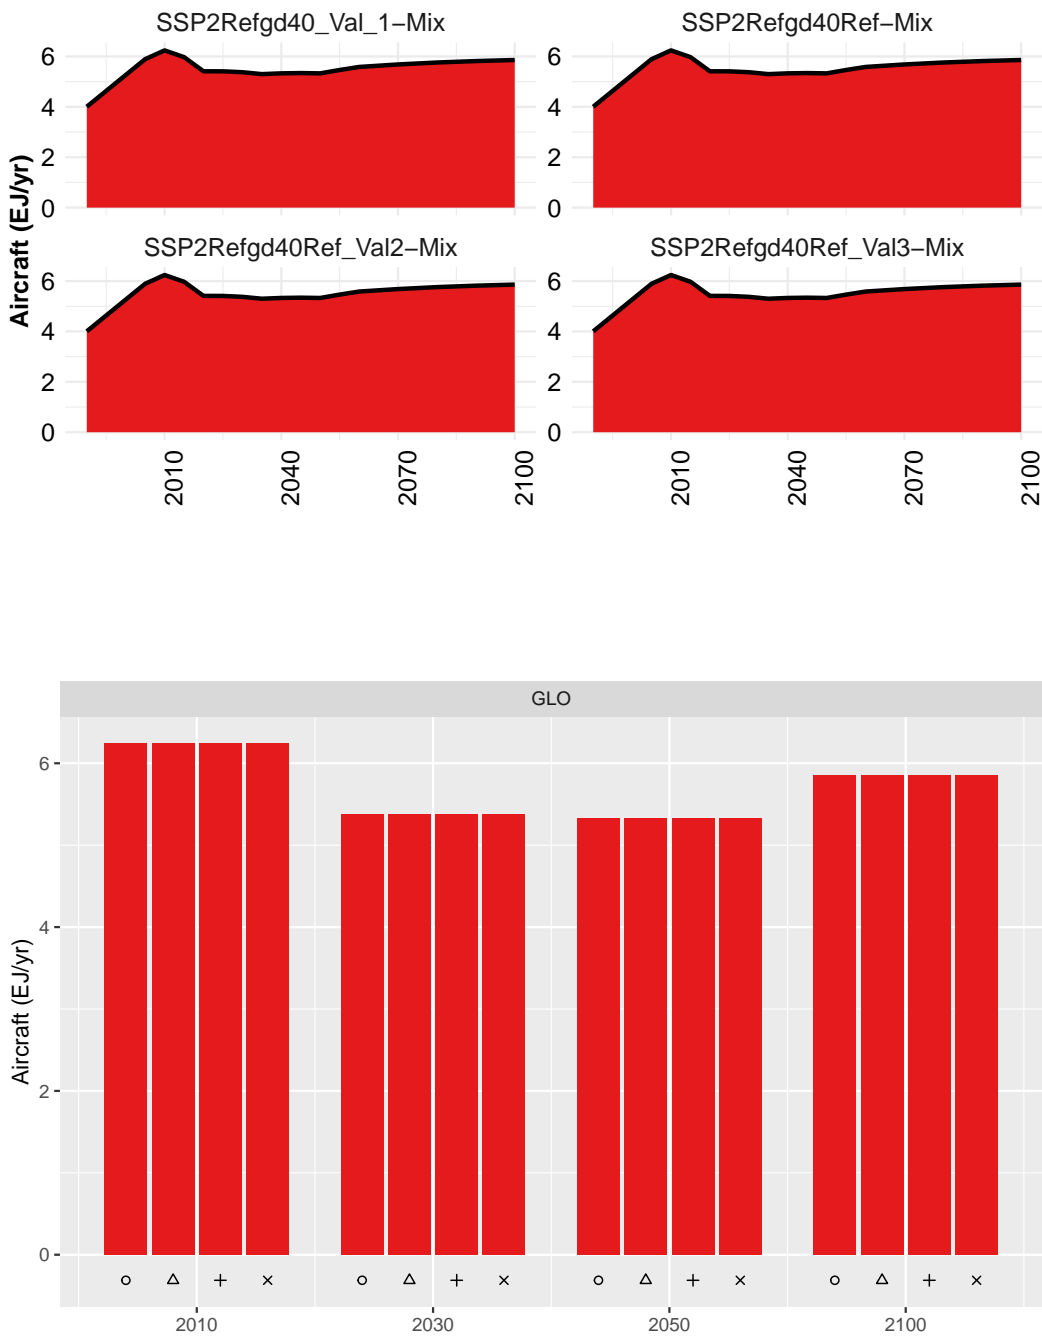 SSP2Refgd40_Val_1−Mix SSP2Refgd40Ref−Mix
6 6
4 4
2 2
0 0
Aircraft (EJ/yr)
SSP2Refgd40Ref_Val2−Mix SSP2Refgd40Ref_Val3−Mix
6 6
4 4
2 2
0 0
2010 2040 2070 2100 2010 2040 2070 2100
GLO
6
4
2
0
Aircraft (EJ/yr)
2010 2030 2050 2100